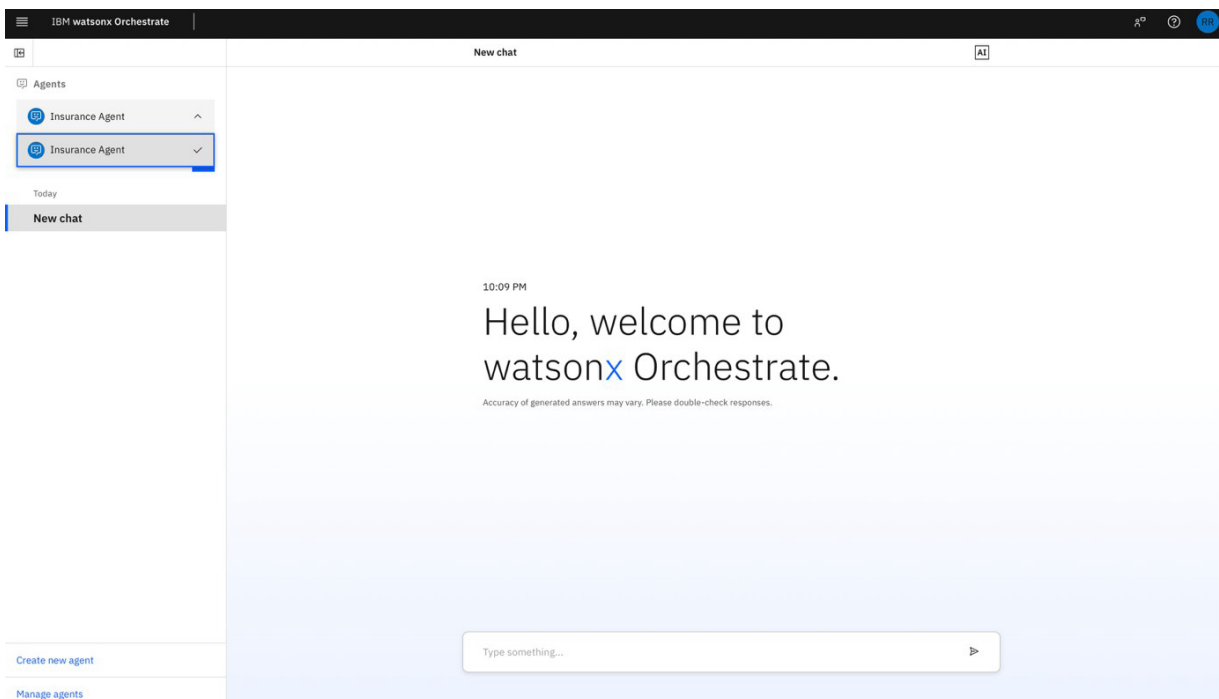 IBM watsonx Orchestrate
RR
New chat
AI
Agents
Insurance Agent
Insurance Agent
Today
New chat
10:09 PM
Hello, welcome to
watsonx Orchestrate.
Accuracy of generated answers may vary. Please double-check responses.
Type something...
Create new agent
Manage agents